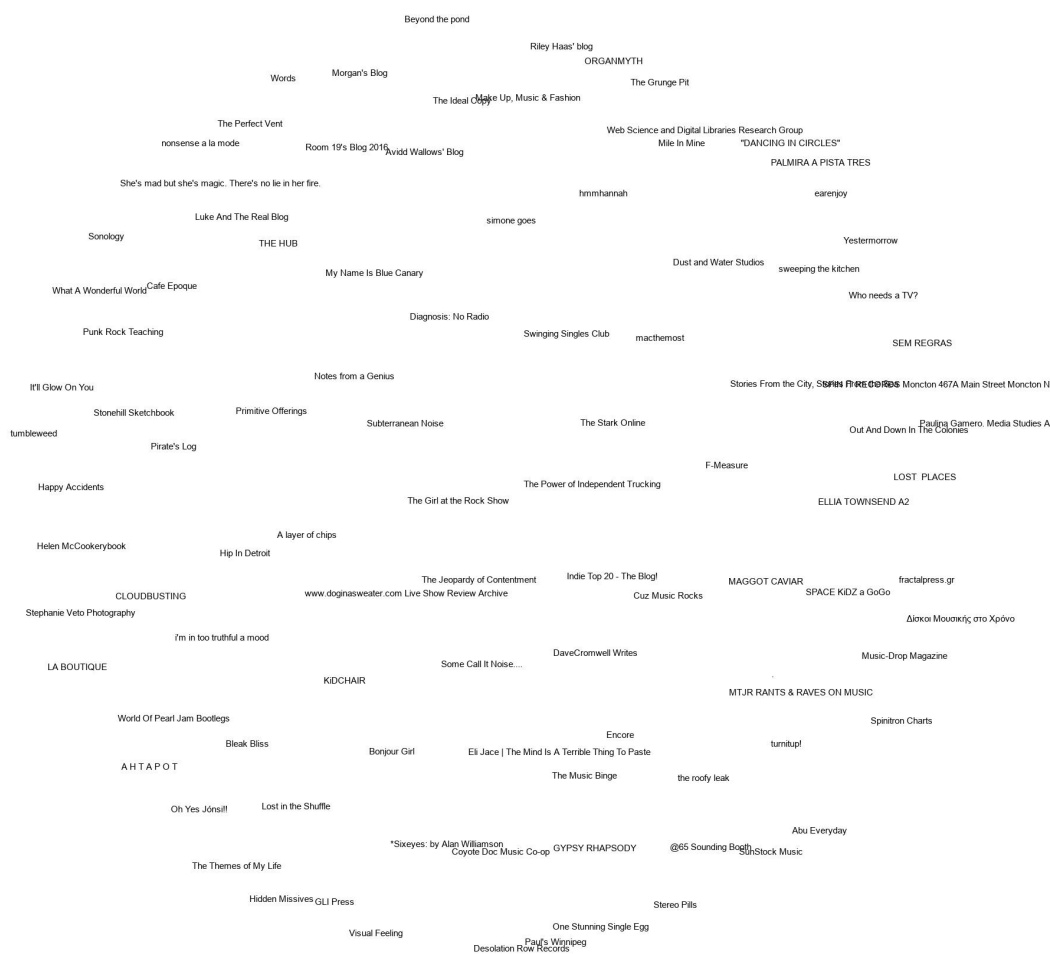 Beyond the pond
Riley Haas' blog
ORGANMYTH
Morgan's Blog
Words
The Grunge Pit
The Ideal Copy
Make Up, Music & Fashion
The Perfect Vent
Web Science and Digital Libraries Research Group
nonsense a la mode
Mile In Mine
"DANCING IN CIRCLES"
Room 19's Blog 2016
Avidd Wallows' Blog
PALMIRA A PISTA TRES
She's mad but she's magic. There's no lie in her fire.
hmmhannah
earenjoy
Luke And The Real Blog
simone goes
Sonology
THE HUB
Yestermorrow
Dust and Water Studios
sweeping the kitchen
My Name Is Blue Canary
Cafe Epoque
What A Wonderful World
Who needs a TV?
Diagnosis: No Radio
Punk Rock Teaching
Swinging Singles Club
macthemost
SEM REGRAS
Notes from a Genius
It'll Glow On You
Stories From the City, Stories From the Sea
RECORDS Moncton 467A Main Street Moncton N
Stonehill Sketchbook
Primitive Offerings
Subterranean Noise
The Stark Online
Paulina Gamero. Media Studies A
Out And Down In The Colonies
tumbleweed
Pirate's Log
F-Measure
LOST PLACES
The Power of Independent Trucking
Happy Accidents
The Girl at the Rock Show
ELLIA TOWNSEND A2
A layer of chips
Helen McCookerybook
Hip In Detroit
Indie Top 20 - The Blog!
The Jeopardy of Contentment
MAGGOT CAVIAR
fractalpress.gr
SPACE KiDZ a GoGo
www.doginasweater.com Live Show Review Archive
CLOUDBUSTING
Cuz Music Rocks
Stephanie Veto Photography
Δίσκοι Μουσικής στο Χρόνο
i'm in too truthful a mood
DaveCromwell Writes
Music-Drop Magazine
LA BOUTIQUE
Some Call It Noise....
KiDCHAIR
.
MTJR RANTS & RAVES ON MUSIC
World Of Pearl Jam Bootlegs
Spinitron Charts
Encore
Bleak Bliss
turnitup!
Bonjour Girl
Eli Jace | The Mind Is A Terrible Thing To Paste
A H T A P O T
The Music Binge
the roofy leak
Oh Yes Jónsi!!
Lost in the Shuffle
Abu Everyday
*Sixeyes: by Alan Williamson
Coyote Doc Music Co-op
GYPSY RHAPSODY
@65 Sounding Booth
SunStock Music
The Themes of My Life
Hidden Missives
GLI Press
Stereo Pills
One Stunning Single Egg
Visual Feeling
Paul's Winnipeg
Desolation Row Records